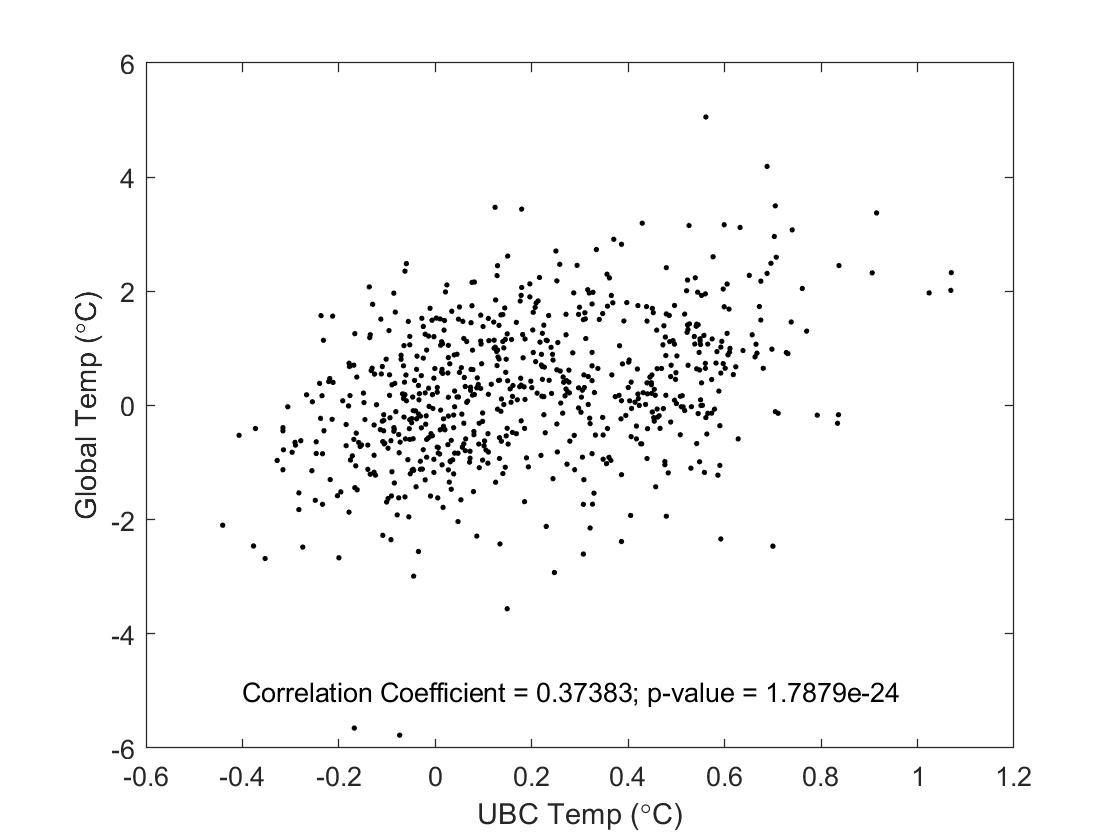 6
4
2
0
-2
-4
-6
Global Temp (°C)
Correlation Coefficient = 0.37383; p-value = 1.7879e-24
-0.6 -0.4 -0.2 0 0.2 0.4 0.6 0.8 1 1.2
UBC Temp (°C)